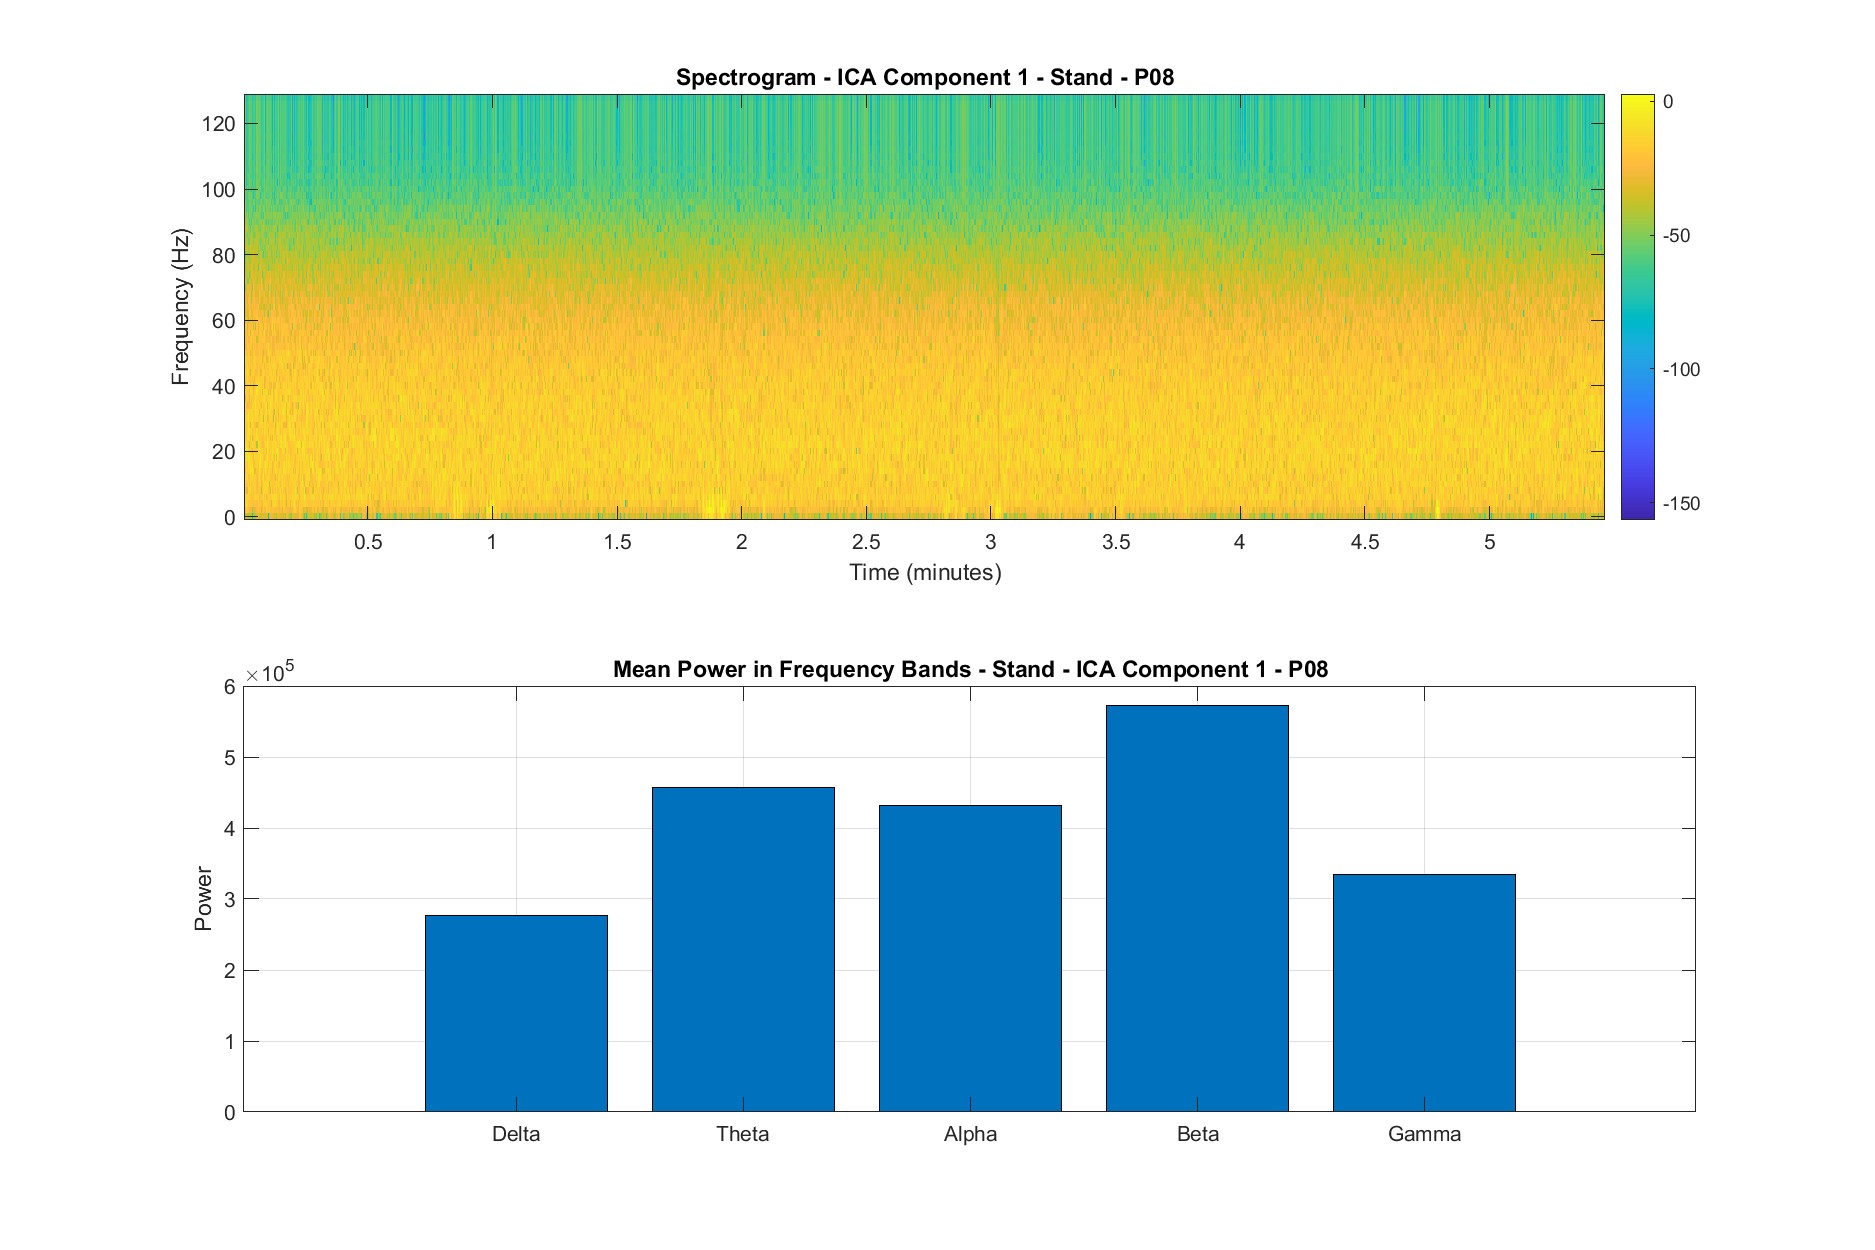 Spectrogram - ICA Component 1 - Stand - P08
120
100
80
60
40
20
0
Frequency (Hz)
0.5 1 1.5 2 2.5 3 3.5 4 4.5 5
Time (minutes)
0
-50
-100
-150
Mean Power in Frequency Bands - Stand - ICA Component 1 - P08
×10⁵
6
5
4
3
2
1
0
Power
Delta Theta Alpha Beta Gamma